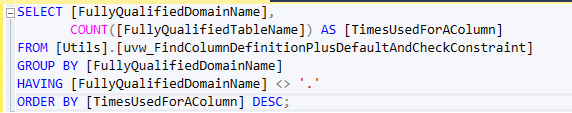 SELECT [FullyQualifiedDomainName],
COUNT([FullyQualifiedTableName]) AS [TimesUsedForAColumn]
FROM [Utils].[uvw_FindColumnDefinitionPlusDefaultAndCheckConstraint]
GROUP BY [FullyQualifiedDomainName]
HAVING [FullyQualifiedDomainName] <> '.'
ORDER BY [TimesUsedForAColumn] DESC;